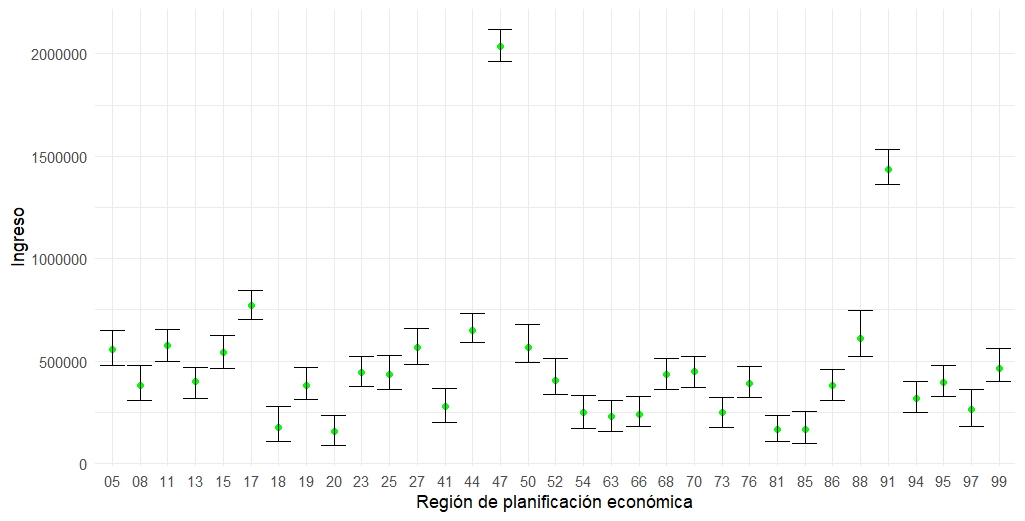 2000000
1500000
1000000
500000
0
Ingreso
05 08 11 13 15 17 18 19 20 23 25 27 41 44 47 50 52 54 63 66 68 70 73 76 81 85 86 88 91 94 95 97 99
Región de planificación económica